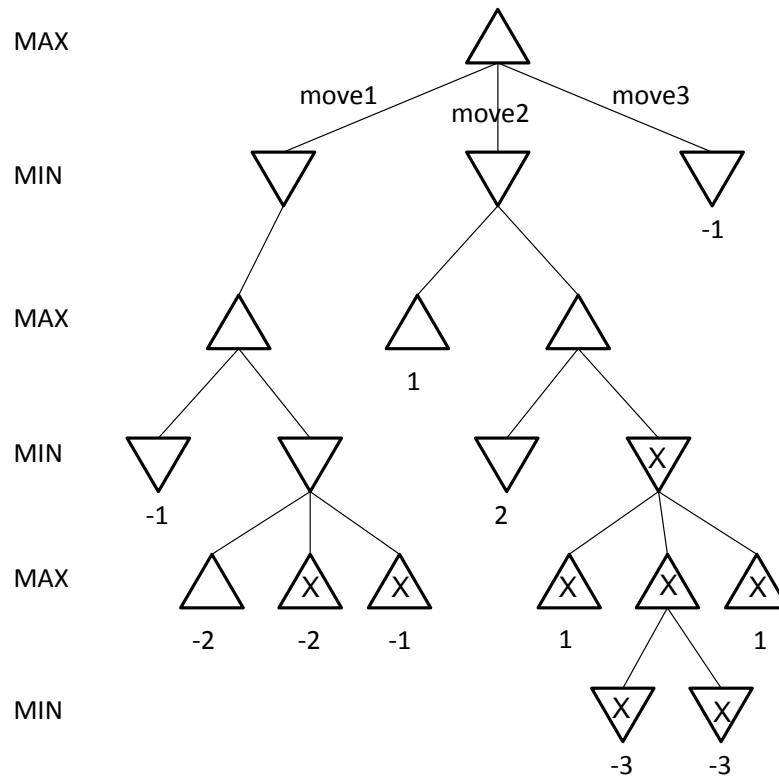 MAX
move1 move2 move3
MIN
-1
MAX
1
MIN
X
-1 2
MAX
X X X X X
-2 -2 -1 1 1
MIN
X X
-3 -3